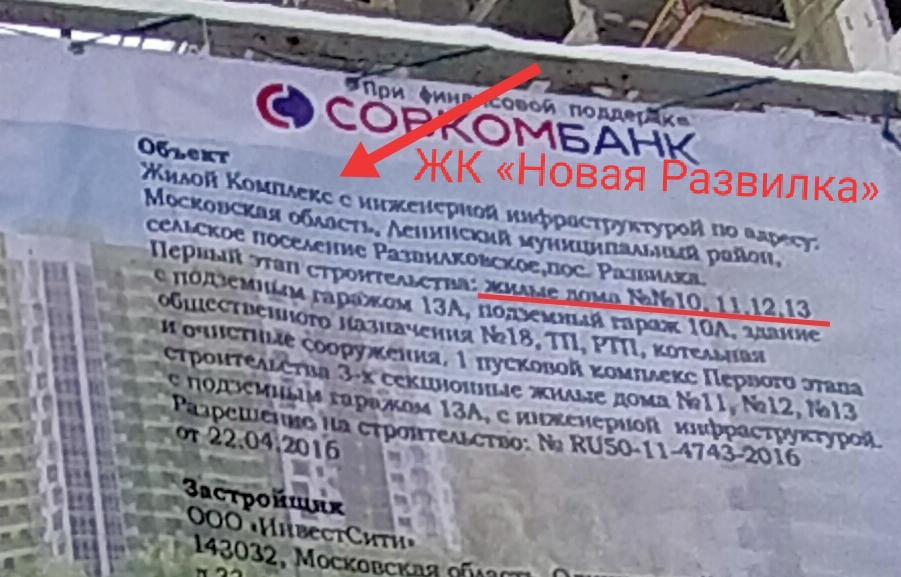 При финансовой поддержке
СОВКОМБАНК
ЖК «Новая Развилка»
Объект
Жилой Комплекс с инженерной инфраструктурой по адресу:
Московская область, Ленинский муниципальный район,
сельское поселение Развилковское,пос. Развилка.
Первый этап строительства: жилые дома №№10, 11,12,13
с подземным гаражом 13А, подземный гараж 10А, здание
общественного назначения №18, ТП, РТП, котельная
и очистные сооружения, 1 пусковой комплекс Первого этапа
строительства 3-х секционные жилые дома №11, №12, №13
с подземным гаражом 13А, с инженерной инфраструктурой.
Разрешение на строительство: № RU50-11-4743-2016
от 22.04.2016
Застройщик
ООО «ИнвестСити»
143032, Московская область,